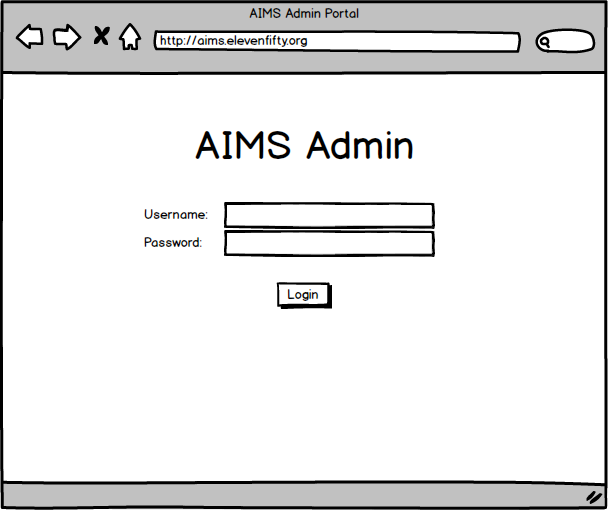 AIMS Admin Portal
http://aims.elevenfifty.org
AIMS Admin
Username:
Password:
Login